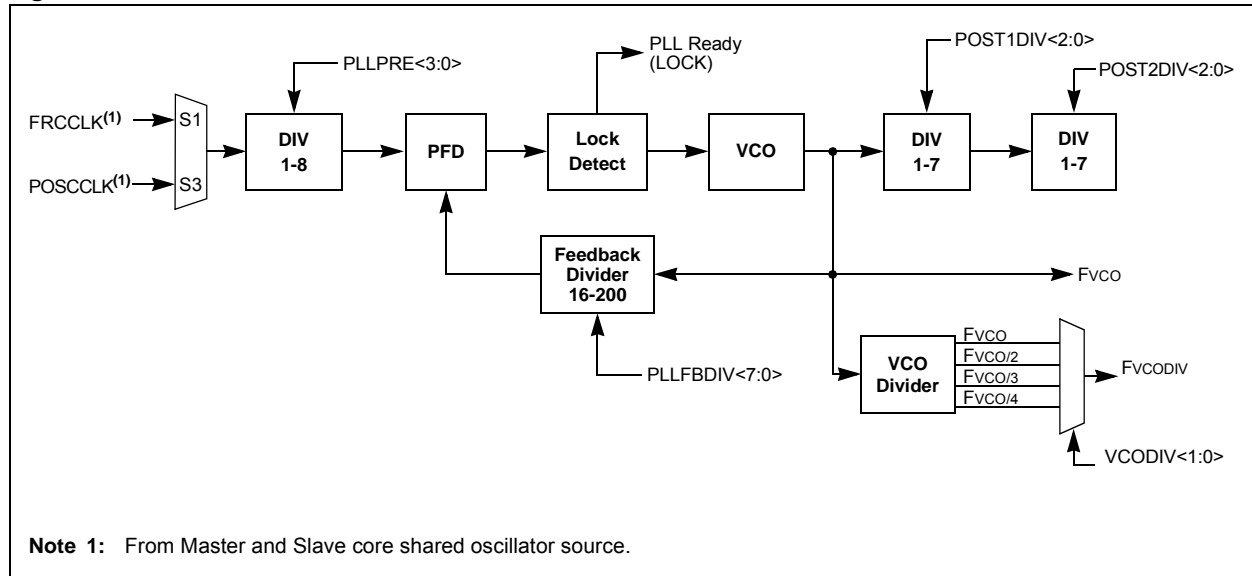 PLL Ready
(LOCK)
POST1DIV<2:0>
PLLPRE<3:0>
POST2DIV<2:0>
FRCCLK(1)
S1
DIV
1-8
PFD
Lock
Detect
VCO
DIV
1-7
DIV
1-7
POSCCLK(1)
S3
Feedback
Divider
16-200
FVCO
PLLFBDIV<7:0>
VCO
Divider
FVCO
FVCO/2
FVCO/3
FVCO/4
FVCODIV
VCODIV<1:0>
Note 1: From Master and Slave core shared oscillator source.